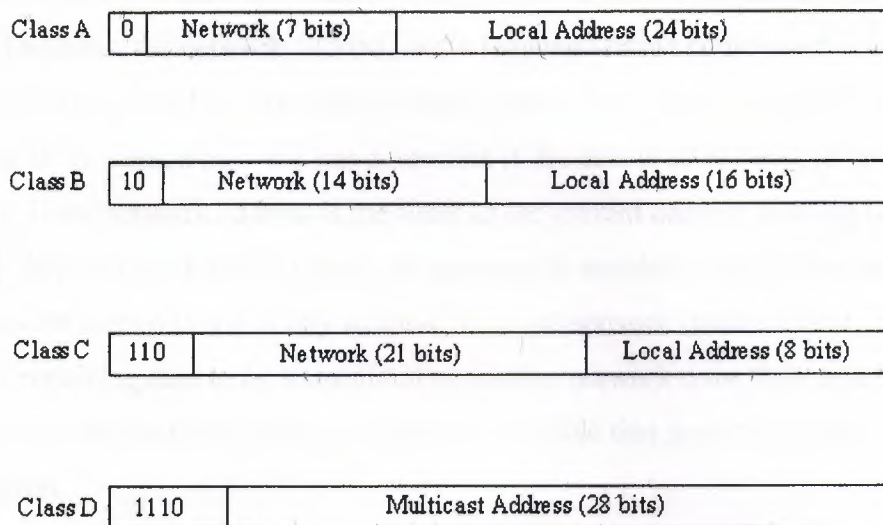 Class A 0 Network (7 bits) Local Address (24 bits)
Class B 10 Network (14 bits) Local Address (16 bits)
Class C 110 Network (21 bits) Local Address (8 bits)
Class D 1110 Multicast Address (28 bits)